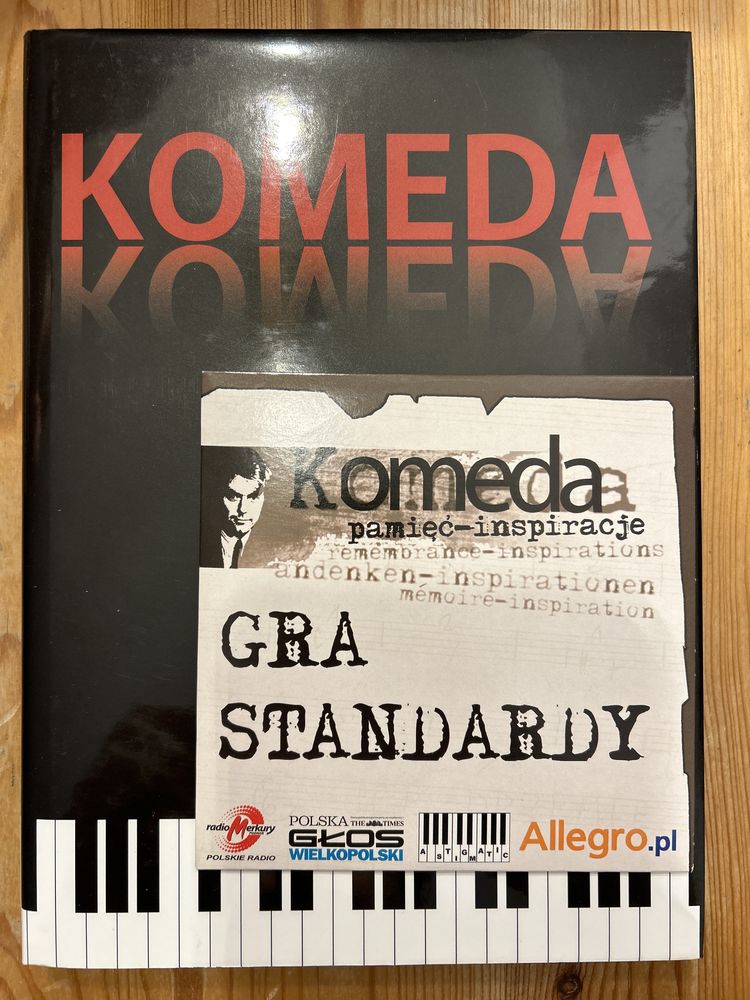 KOMEDA
KOMEDA
Komeda
pamięć-inspiracje
remembrance-inspirations
andenken-inspirationen
mémoire-inspiration
GRA
STANDARDY
radio Merkury
POLSKIE RADIO
POLSKA THE TIMES
GŁOS
WIELKOPOLSKI
ASTIGMATIC
Allegro.pl